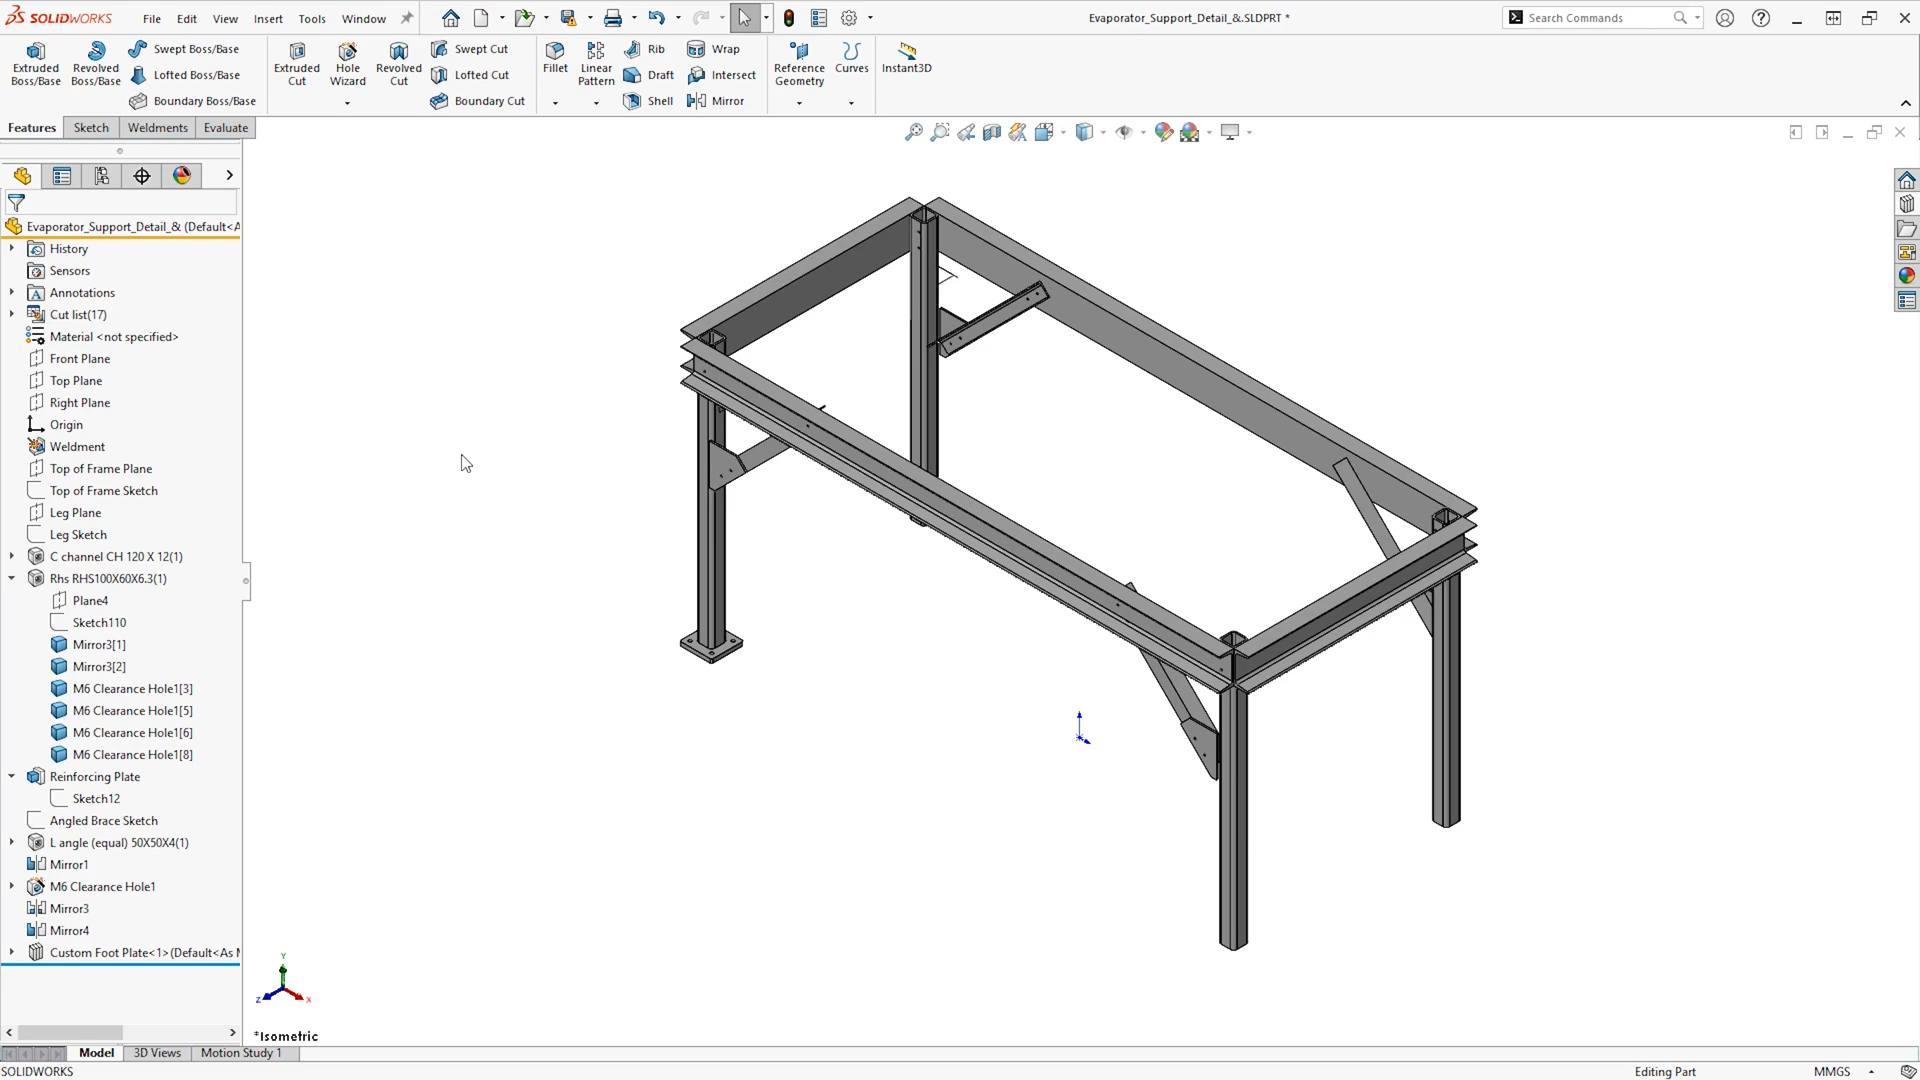 SOLIDWORKS
File Edit View Insert Tools Window
Evaporator_Support_Detail_&.SLDPRT *
Search Commands
Extruded Boss/Base
Revolved Boss/Base
Swept Boss/Base
Lofted Boss/Base
Boundary Boss/Base
Extruded Cut
Hole Wizard
Revolved Cut
Swept Cut
Lofted Cut
Boundary Cut
Fillet
Linear Pattern
Rib
Draft
Shell
Wrap
Intersect
Mirror
Reference Geometry
Curves
Instant3D
Features Sketch Weldments Evaluate
Evaporator_Support_Detail_& (Default<A
History
Sensors
Annotations
Cut list(17)
Material <not specified>
Front Plane
Top Plane
Right Plane
Origin
Weldment
Top of Frame Plane
Top of Frame Sketch
Leg Plane
Leg Sketch
C channel CH 120 X 12(1)
Rhs RHS100X60X6.3(1)
Plane4
Sketch110
Mirror3[1]
Mirror3[2]
M6 Clearance Hole1[3]
M6 Clearance Hole1[5]
M6 Clearance Hole1[6]
M6 Clearance Hole1[8]
Reinforcing Plate
Sketch12
Angled Brace Sketch
L angle (equal) 50X50X4(1)
Mirror1
M6 Clearance Hole1
Mirror3
Mirror4
Custom Foot Plate<1>(Default<As M
Y
Z X
*Isometric
Model 3D Views Motion Study 1
SOLIDWORKS
Editing Part
MMGS